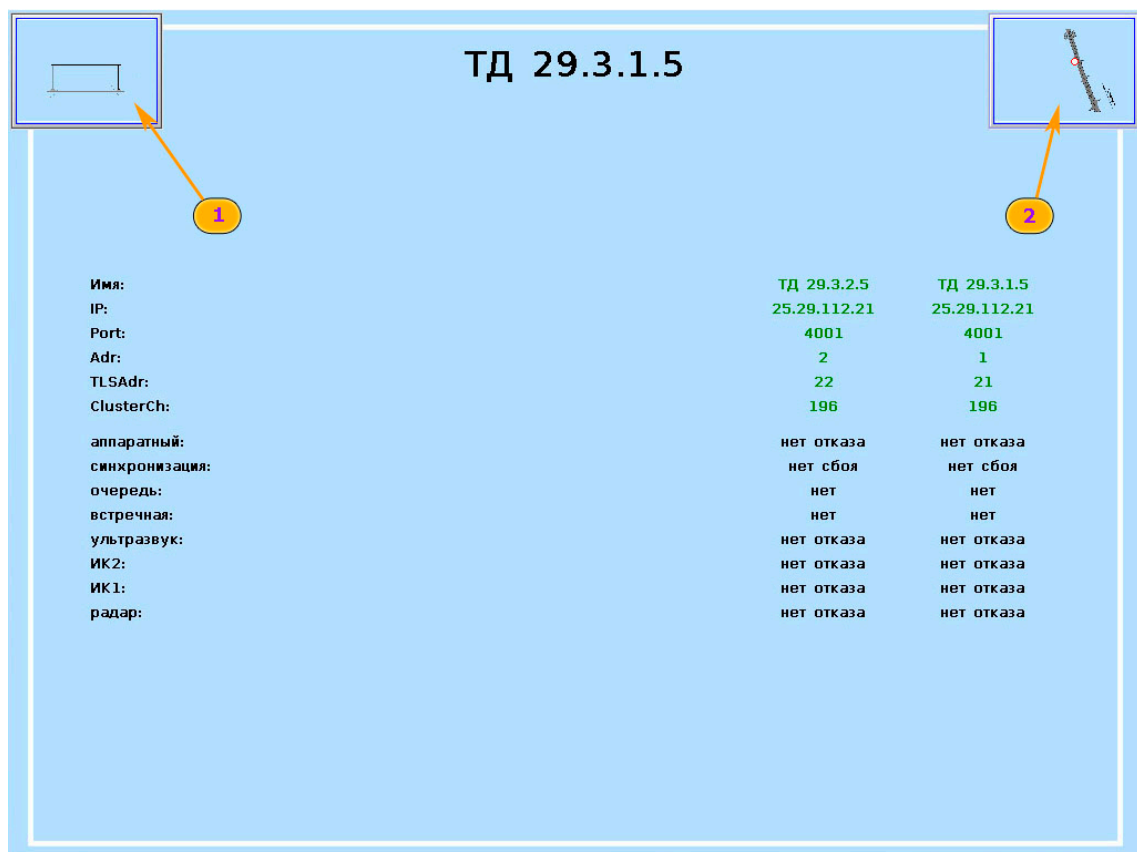 ТД 29.3.1.5
1
2
Имя: ТД 29.3.2.5 ТД 29.3.1.5
IP: 25.29.112.21 25.29.112.21
Port: 4001 4001
Adr: 2 1
TLSAdr: 22 21
ClusterCh: 196 196
аппаратный: нет отказа нет отказа
синхронизация: нет сбоя нет сбоя
очередь: нет нет
встречная: нет нет
ультразвук: нет отказа нет отказа
ИК2: нет отказа нет отказа
ИК1: нет отказа нет отказа
радар: нет отказа нет отказа